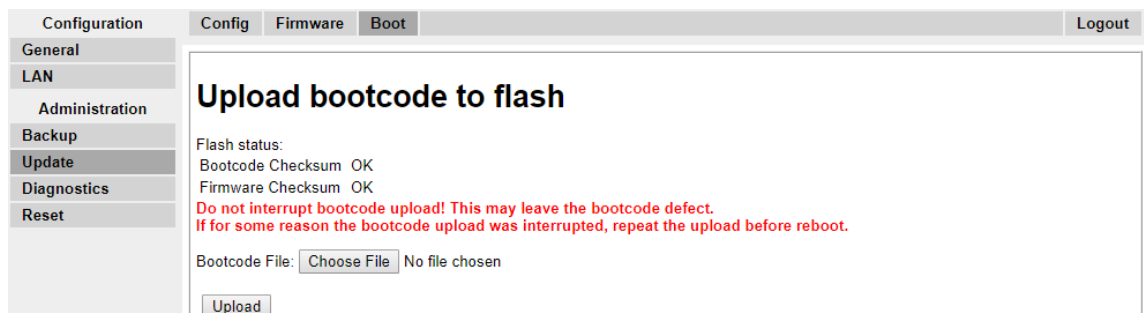 Configuration
Config Firmware Boot Logout
General
LAN
Administration
Backup
Update
Diagnostics
Reset
Upload bootcode to flash
Flash status:
Bootcode Checksum OK
Firmware Checksum OK
Do not interrupt bootcode upload! This may leave the bootcode defect.
If for some reason the bootcode upload was interrupted, repeat the upload before reboot.
Bootcode File: Choose File No file chosen
Upload